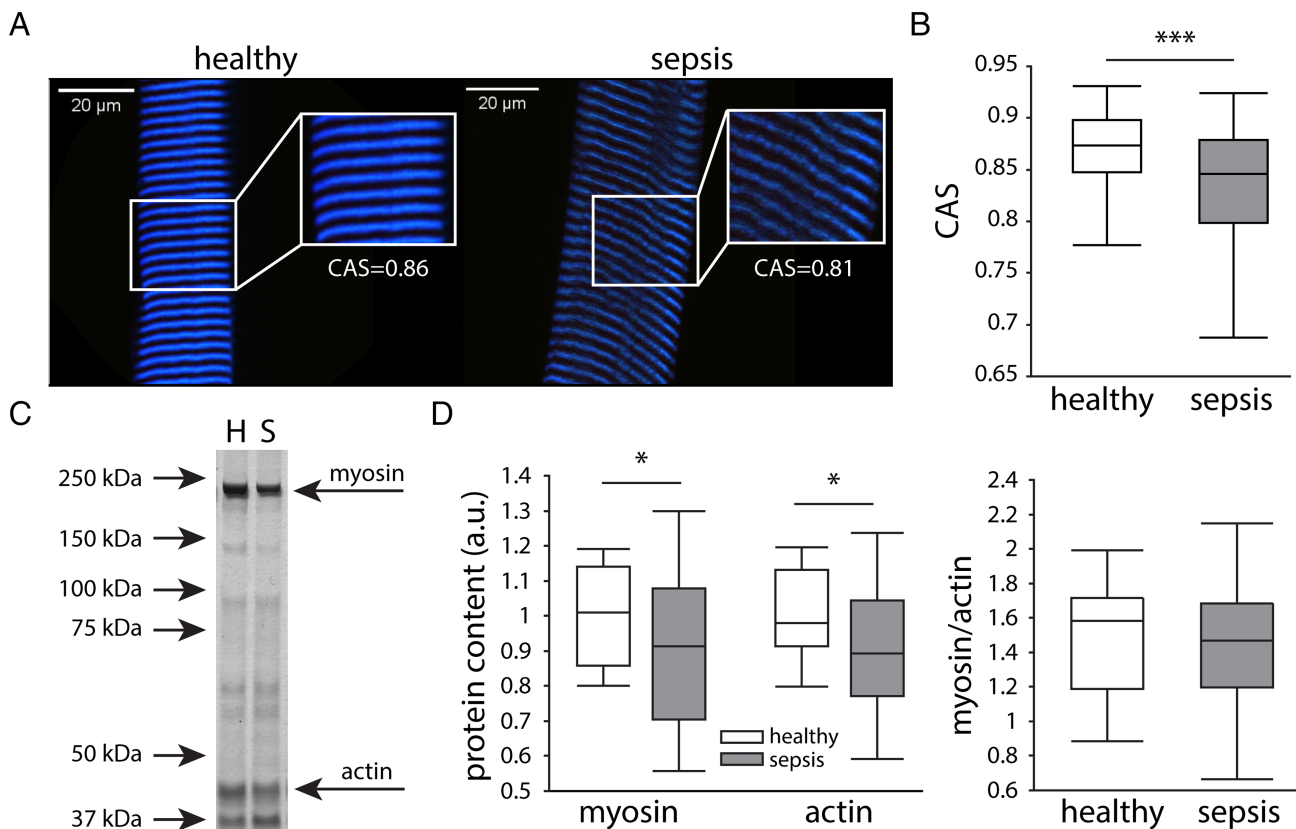 A
healthy
sepsis
20 µm
20 µm
CAS=0.86
CAS=0.81
B
***
CAS
0.95
0.9
0.85
0.8
0.75
0.7
0.65
healthy
sepsis
C
H
S
250 kDa
150 kDa
100 kDa
75 kDa
50 kDa
37 kDa
myosin
actin
D
*
*
protein content (a.u.)
1.4
1.3
1.2
1.1
1
0.9
0.8
0.7
0.6
0.5
healthy
sepsis
myosin
actin
myosin/actin
2.4
2.2
2
1.8
1.6
1.4
1.2
1
0.8
0.6
healthy
sepsis